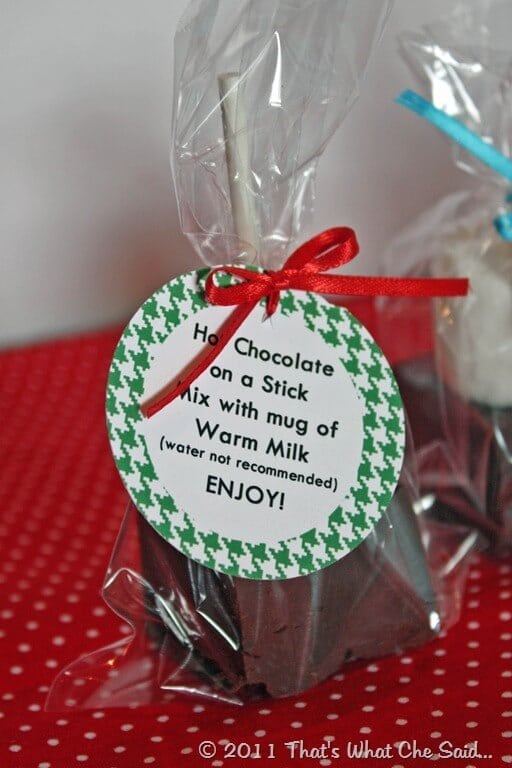 Hot Chocolate
on a Stick
Mix with mug of
Warm Milk
(water not recommended)
ENJOY!
© 2011 That's What Che Said...